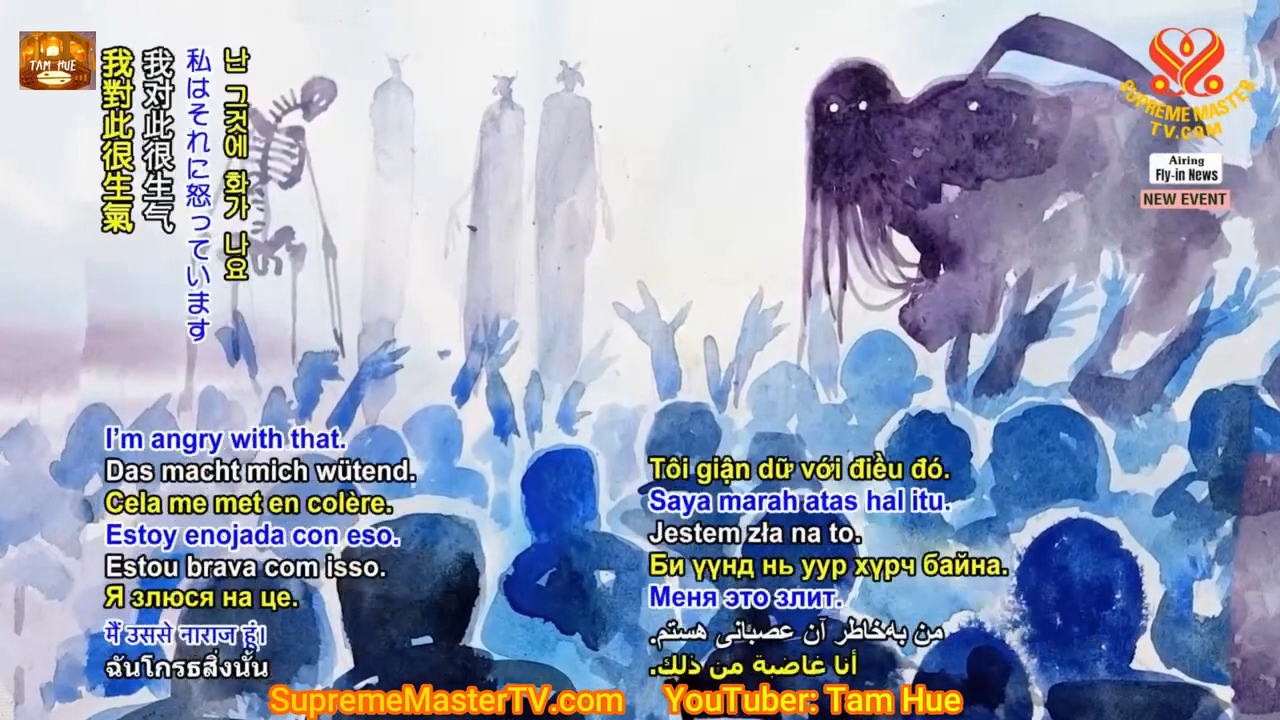 TAM HUE
我對此很生氣
我对此很生气
私はそれに怒っています
난 그것에 화가 나요
SUPREME MASTER
TV.COM
Airing
Fly-in News
NEW EVENT
I'm angry with that.
Das macht mich wütend.
Cela me met en colère.
Estoy enojada con eso.
Estou brava com isso.
Я злюся на це.
मैं उससे नाराज हूं।
ฉันโกรธสิ่งนั้น
Tôi giận dữ với điều đó.
Saya marah atas hal itu.
Jestem zła na to.
Би үүнд нь уур хүрч байна.
Меня это злит.
من به‌خاطر آن عصبانی هستم.
أنا غاضبة من ذلك.
SupremeMasterTV.com YouTuber: Tam Hue